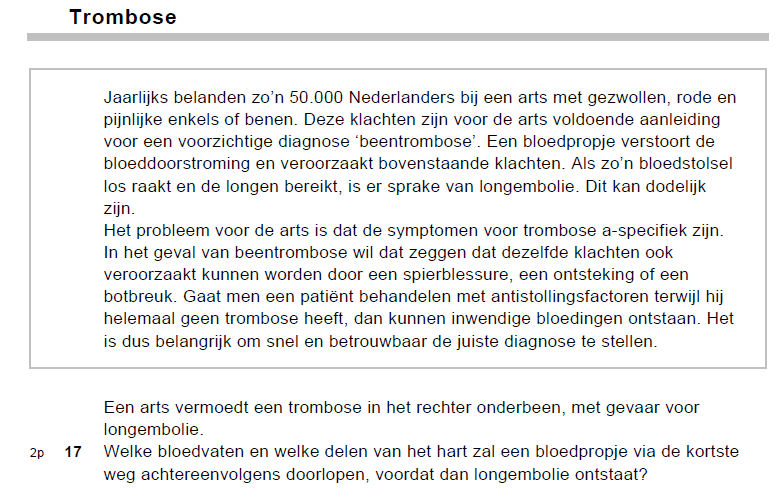 Trombose
Jaarlijks belanden zo’n 50.000 Nederlanders bij een arts met gezwollen, rode en
pijnlijke enkels of benen. Deze klachten zijn voor de arts voldoende aanleiding
voor een voorzichtige diagnose ‘beentrombose’. Een bloedpropje verstoort de
bloeddoorstroming en veroorzaakt bovenstaande klachten. Als zo’n bloedstolsel
los raakt en de longen bereikt, is er sprake van longembolie. Dit kan dodelijk
zijn.
Het probleem voor de arts is dat de symptomen voor trombose a-specifiek zijn.
In het geval van beentrombose wil dat zeggen dat dezelfde klachten ook
veroorzaakt kunnen worden door een spierblessure, een ontsteking of een
botbreuk. Gaat men een patiënt behandelen met antistollingsfactoren terwijl hij
helemaal geen trombose heeft, dan kunnen inwendige bloedingen ontstaan. Het
is dus belangrijk om snel en betrouwbaar de juiste diagnose te stellen.
Een arts vermoedt een trombose in het rechter onderbeen, met gevaar voor
longembolie.
2p 17 Welke bloedvaten en welke delen van het hart zal een bloedpropje via de kortste
weg achtereenvolgens doorlopen, voordat dan longembolie ontstaat?